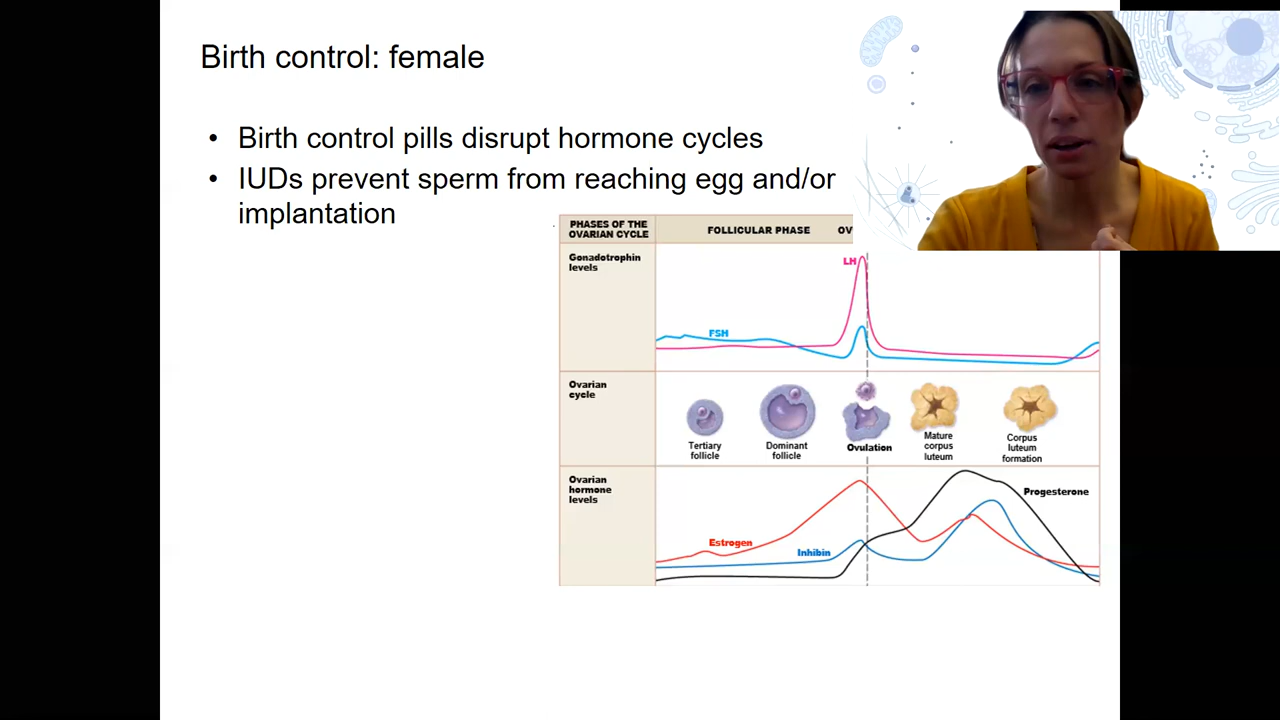 Birth control: female
• Birth control pills disrupt hormone cycles
• IUDs prevent sperm from reaching egg and/or
implantation
PHASES OF THE
OVARIAN CYCLE
FOLLICULAR PHASE
OV
Gonadotrophin
levels
LH
FSH
Ovarian
cycle
Tertiary
follicle
Dominant
follicle
Ovulation
Mature
corpus
luteum
Corpus
luteum
formation
Ovarian
hormone
levels
Progesterone
Estrogen
Inhibin